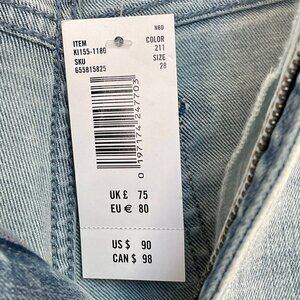 N80
ITEM COLOR
KI155-1180 211
SKU SIZE
655815825 28
0 197174 247703
UK £ 75
EU € 80
US $ 90
CAN $ 98